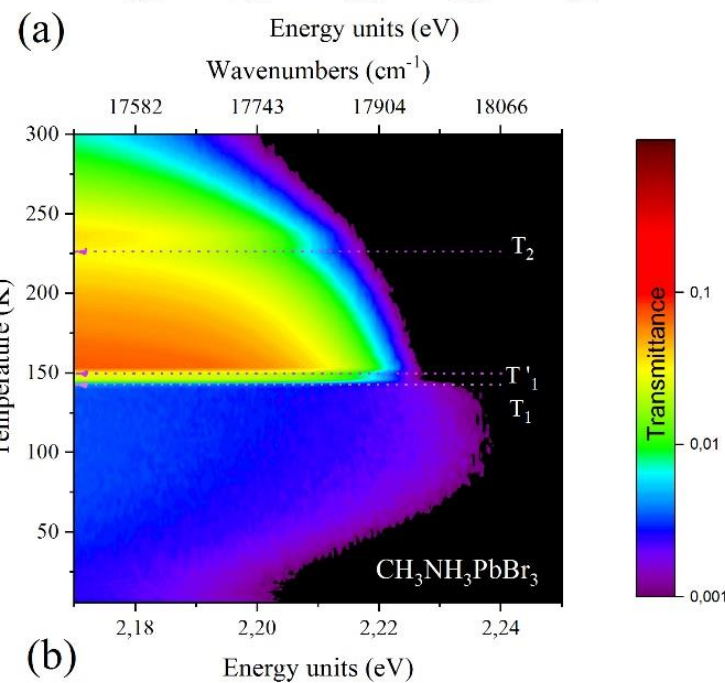 (a)
Energy units (eV)
Wavenumbers (cm⁻¹)
17582 17743 17904 18066
300
250
T₂
200
0,1
150
T'₁
T₁
Transmittance
0,01
100
50
CH₃NH₃PbBr₃
0,001
2,18 2,20 2,22 2,24
(b)
Energy units (eV)